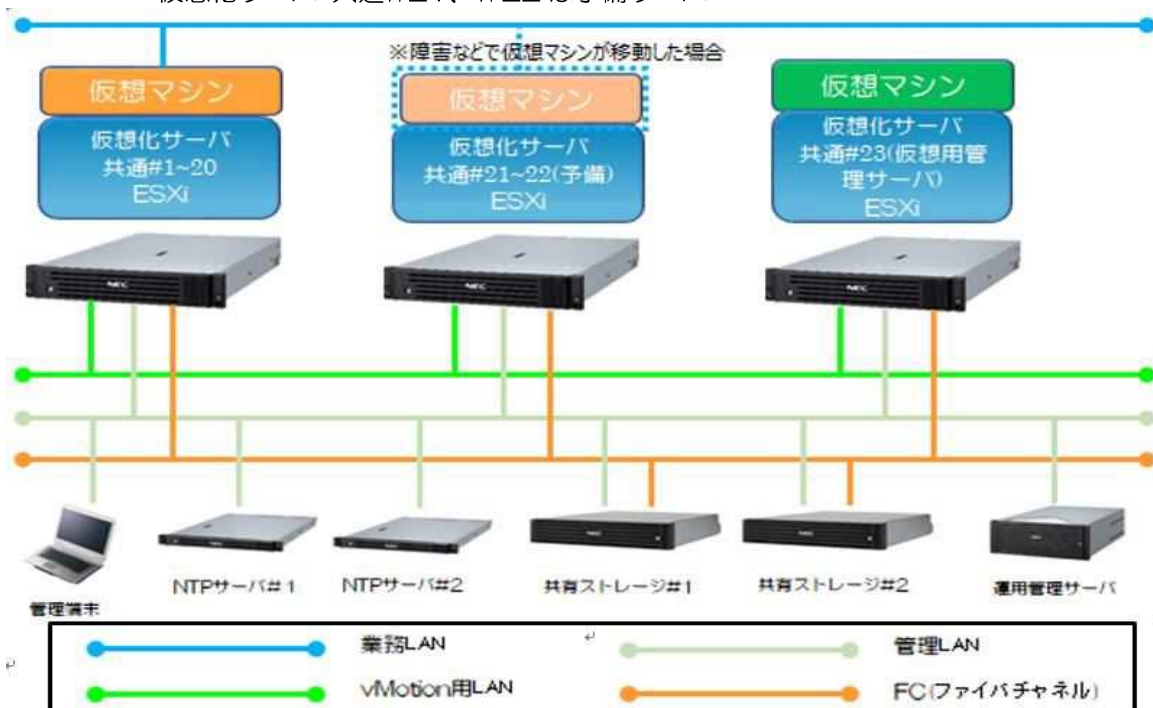 ※障害などで仮想マシンが移動した場合
仮想マシン
仮想化サーバ
共通#1~20
ESXi
仮想マシン
仮想化サーバ
共通#21~22(予備)
ESXi
仮想マシン
仮想化サーバ
共通#23(仮想用管
理サーバ)
ESXi
NEC
NEC
NEC
管理端末
NTPサーバ#1
NTPサーバ#2
共有ストレージ#1
共有ストレージ#2
運用管理サーバ
業務LAN
管理LAN
vMotion用LAN
FC(ファイバチャネル)